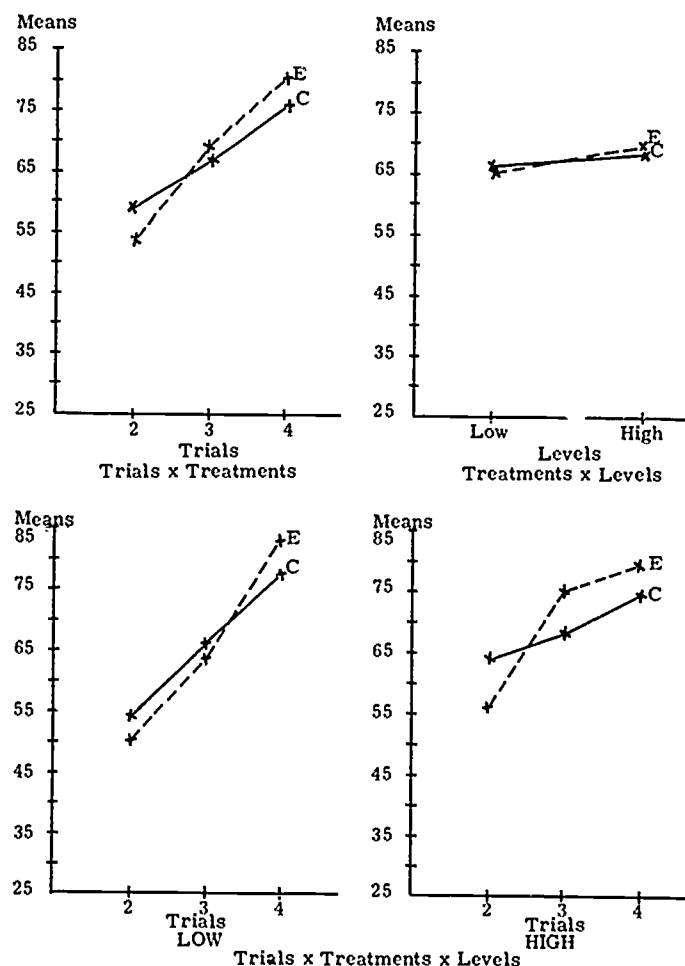 Means
85
75
65
55
45
35
25
E
C
2 3 4
Trials
Trials x Treatments
Means
85
75
65
55
45
35
25
E
C
Low High
Levels
Treatments x Levels
Means
85
75
65
55
45
35
25
E
C
2 3 4
Trials
LOW
Means
85
75
65
55
45
35
25
E
C
2 3 4
Trials
HIGH
Trials x Treatments x Levels